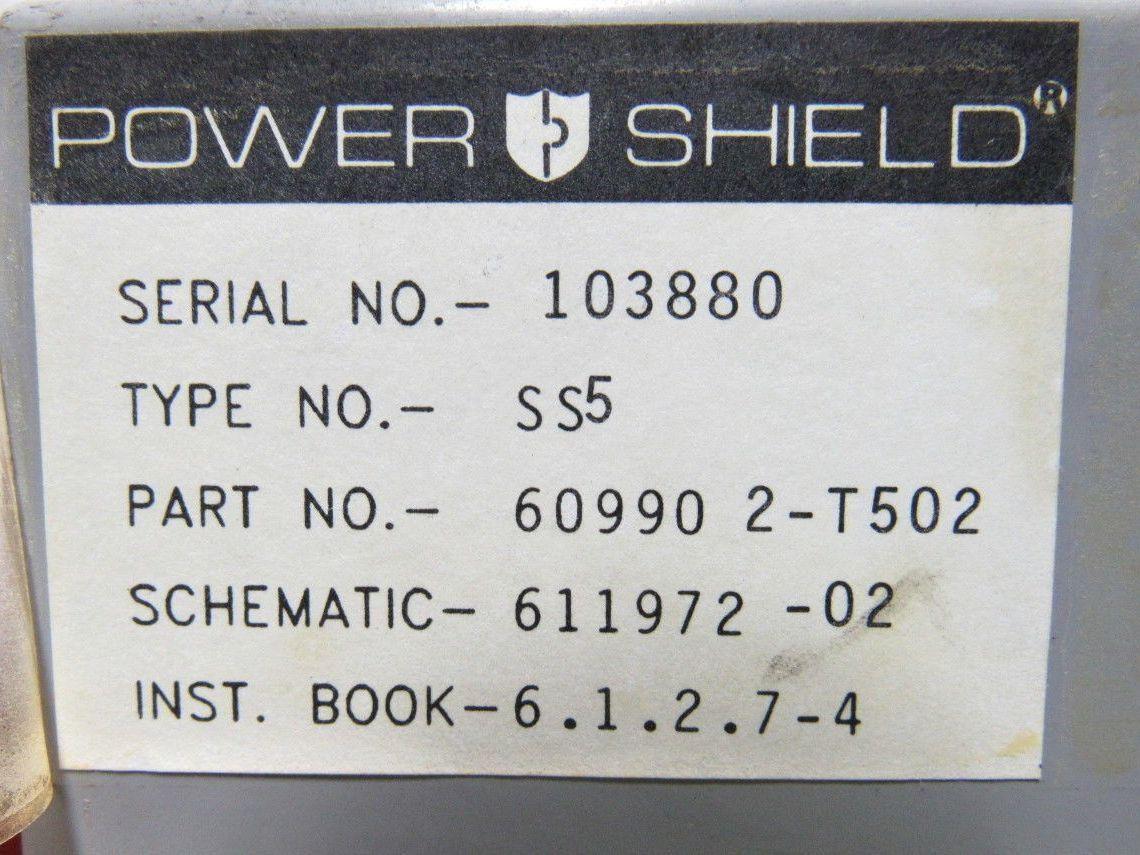 POWER SHIELD®
SERIAL NO.- 103880
TYPE NO.- SS5
PART NO.- 60990 2-T502
SCHEMATIC- 611972 -02
INST. BOOK-6.1.2.7-4